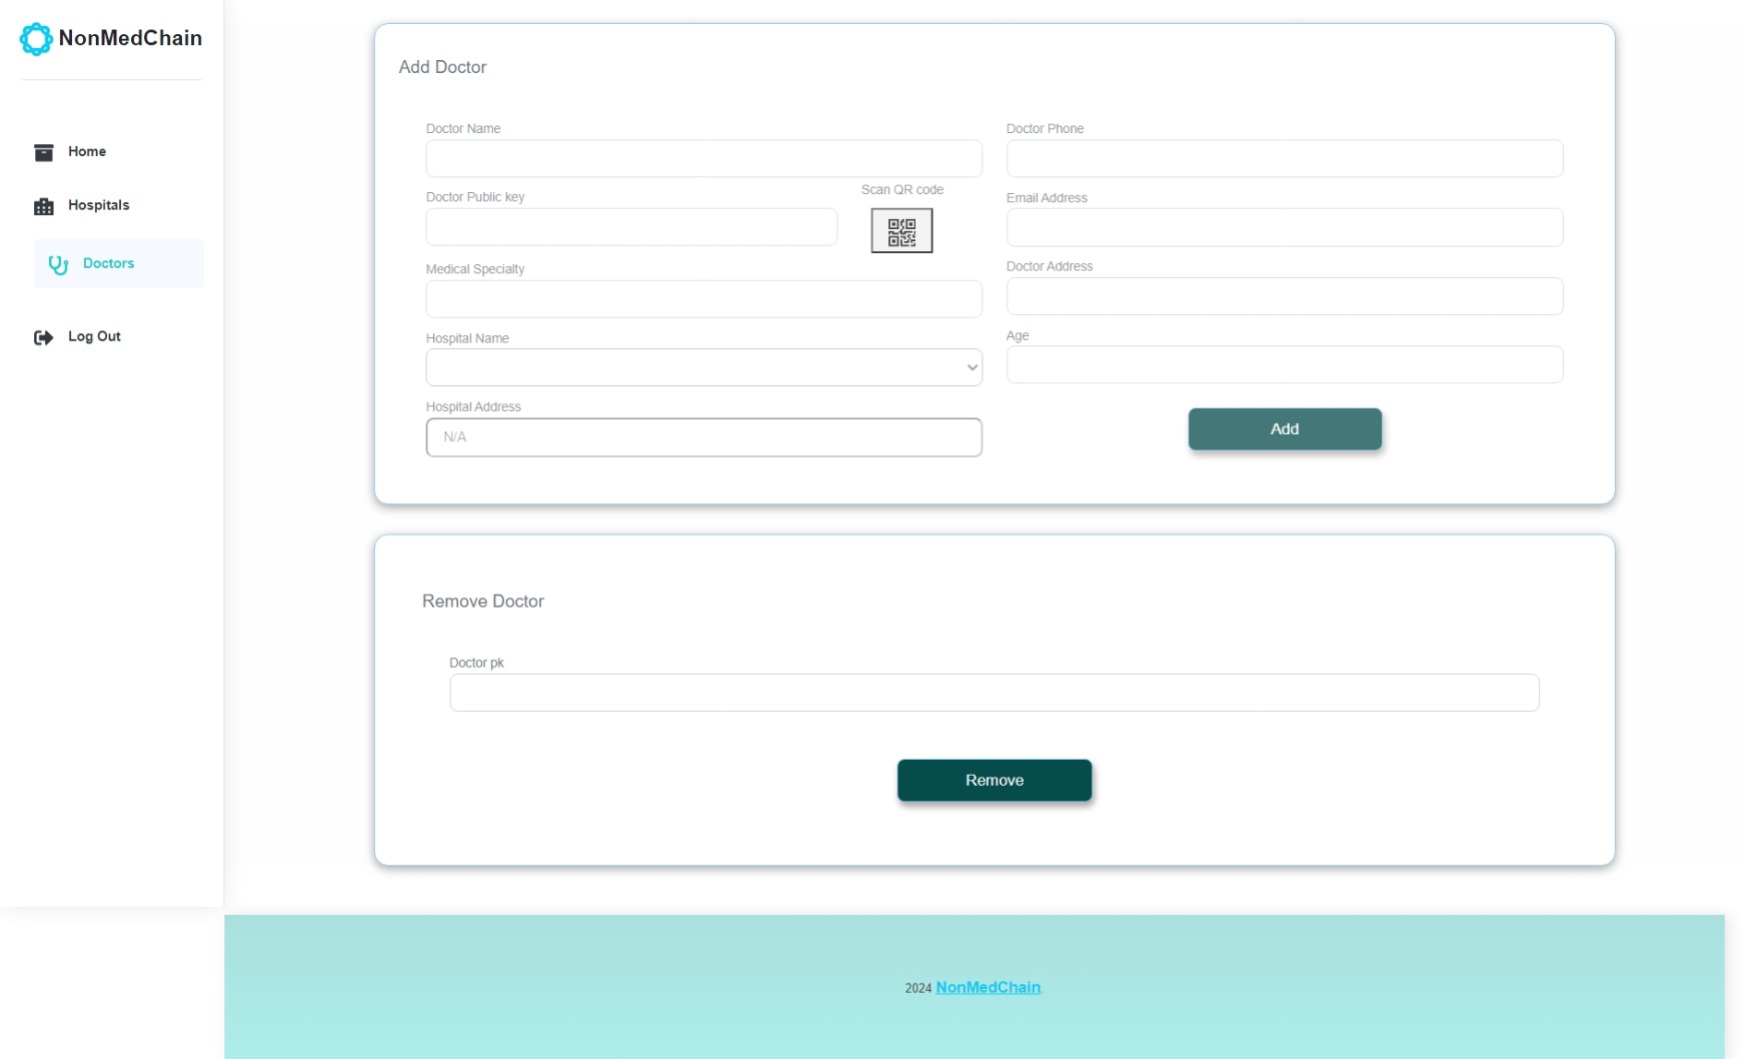 NonMedChain
Home
Hospitals
Doctors
Log Out
Add Doctor
Doctor Name
Doctor Public key
Scan QR code
Medical Specialty
Hospital Name
Hospital Address
N/A
Doctor Phone
Email Address
Doctor Address
Age
Add
Remove Doctor
Doctor pk
Remove
2024 NonMedChain.